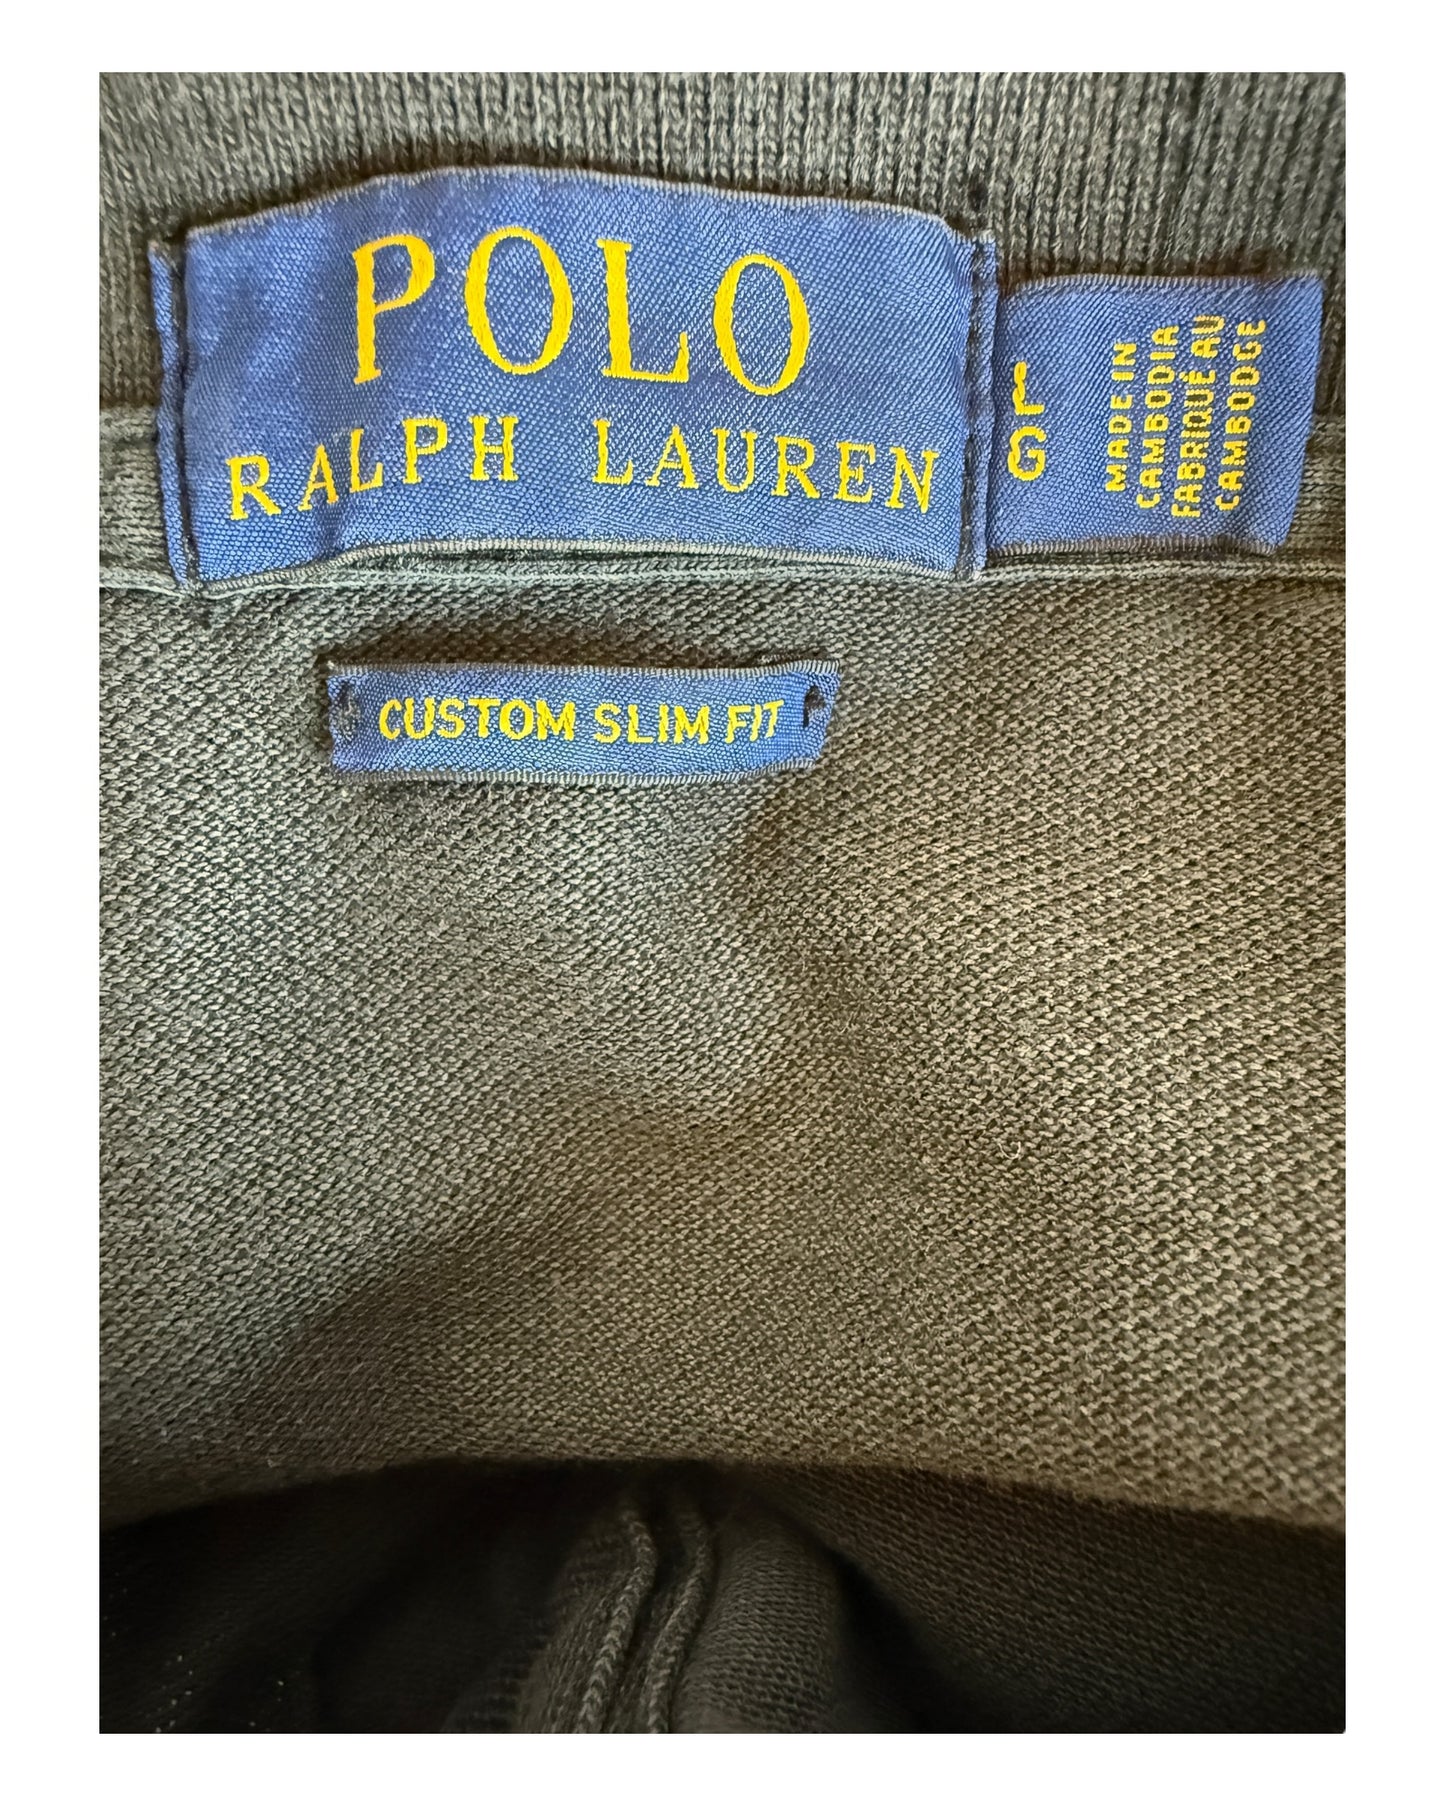 POLO
RALPH LAUREN
L
G
MADE IN
CAMBODIA
FABRIQUÉ AU
CAMBODGE
CUSTOM SLIM FIT